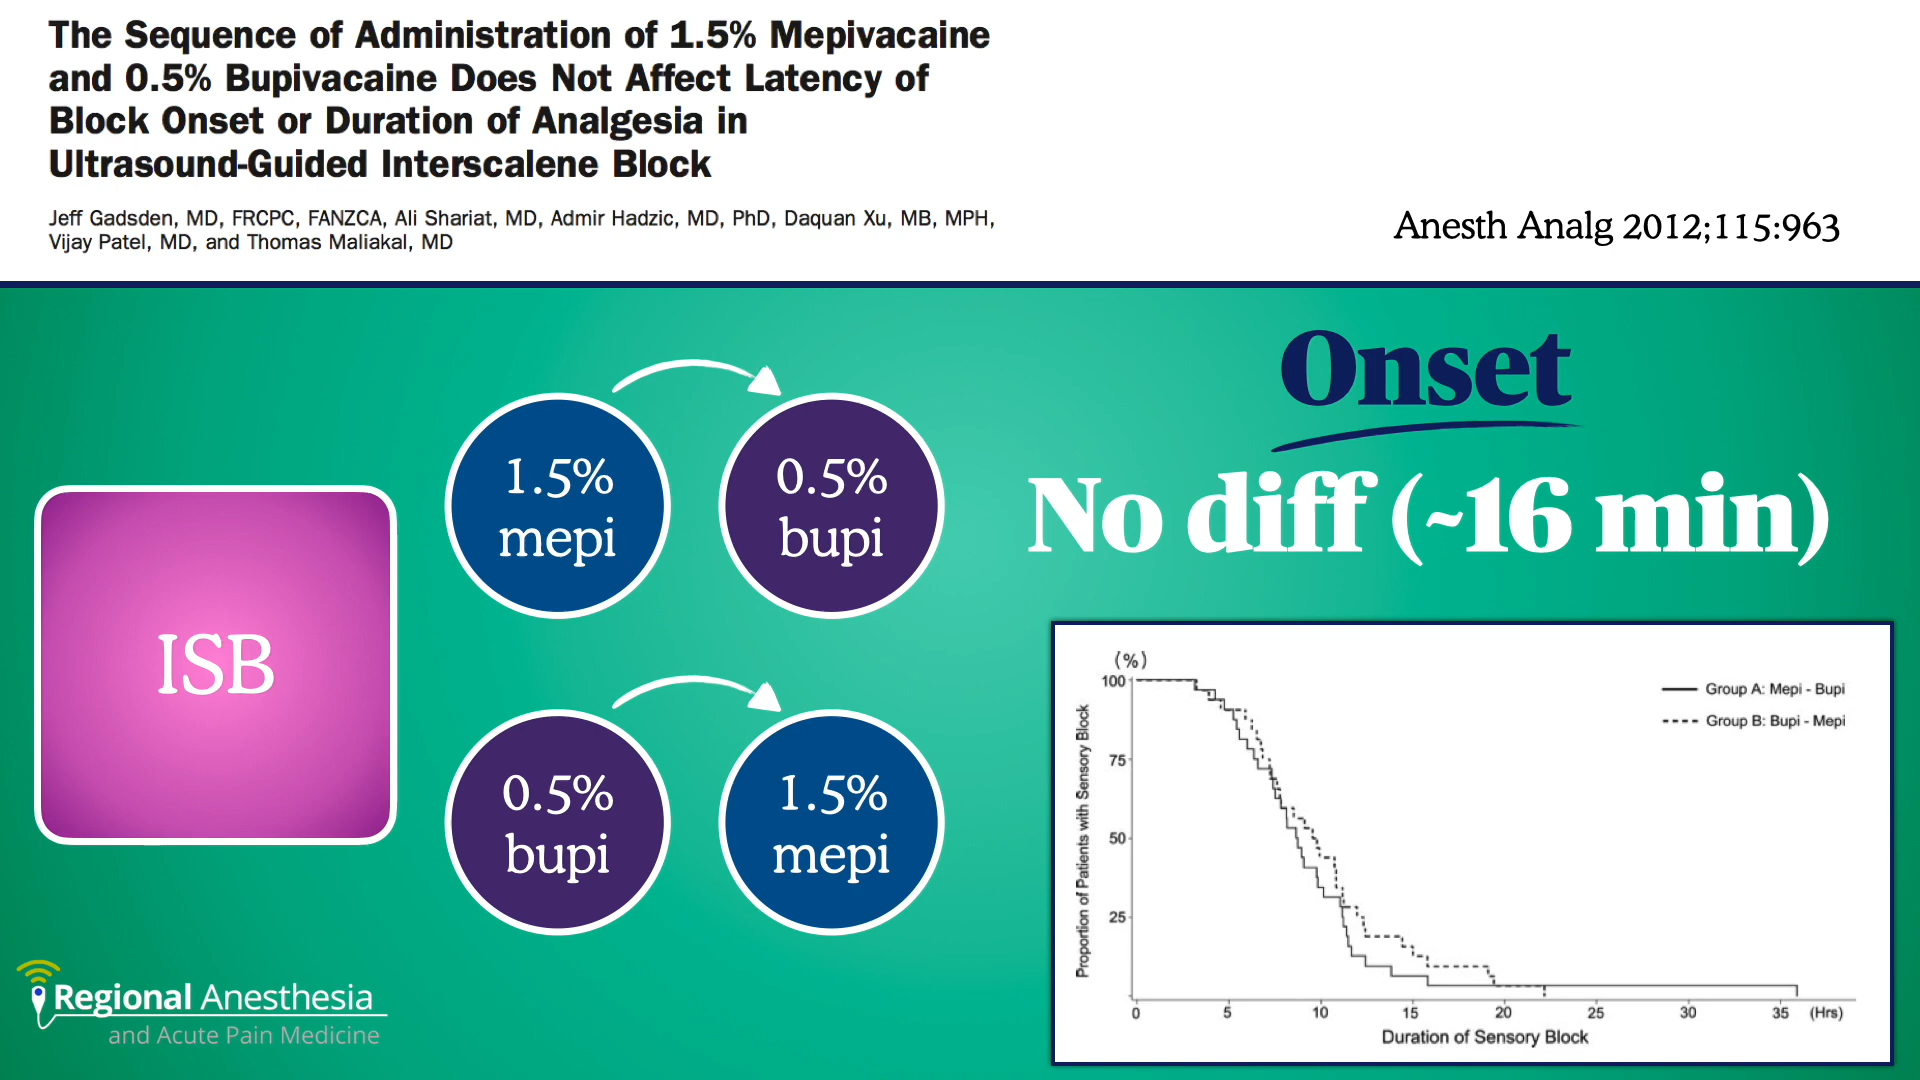 The Sequence of Administration of 1.5% Mepivacaine
and 0.5% Bupivacaine Does Not Affect Latency of
Block Onset or Duration of Analgesia in
Ultrasound-Guided Interscalene Block
Jeff Gadsden, MD, FRCPC, FANZCA, Ali Shariat, MD, Admir Hadzic, MD, PhD, Daquan Xu, MB, MPH,
Vijay Patel, MD, and Thomas Maliakal, MD
Anesth Analg 2012;115:963
ISB
1.5%
mepi
0.5%
bupi
0.5%
bupi
1.5%
mepi
Onset
No diff (~16 min)
(%)
100
75
50
25
Proportion of Patients with Sensory Block
Group A: Mepi - Bupi
Group B: Bupi - Mepi
0 5 10 15 20 25 30 35 (Hrs)
Duration of Sensory Block
Regional Anesthesia
and Acute Pain Medicine